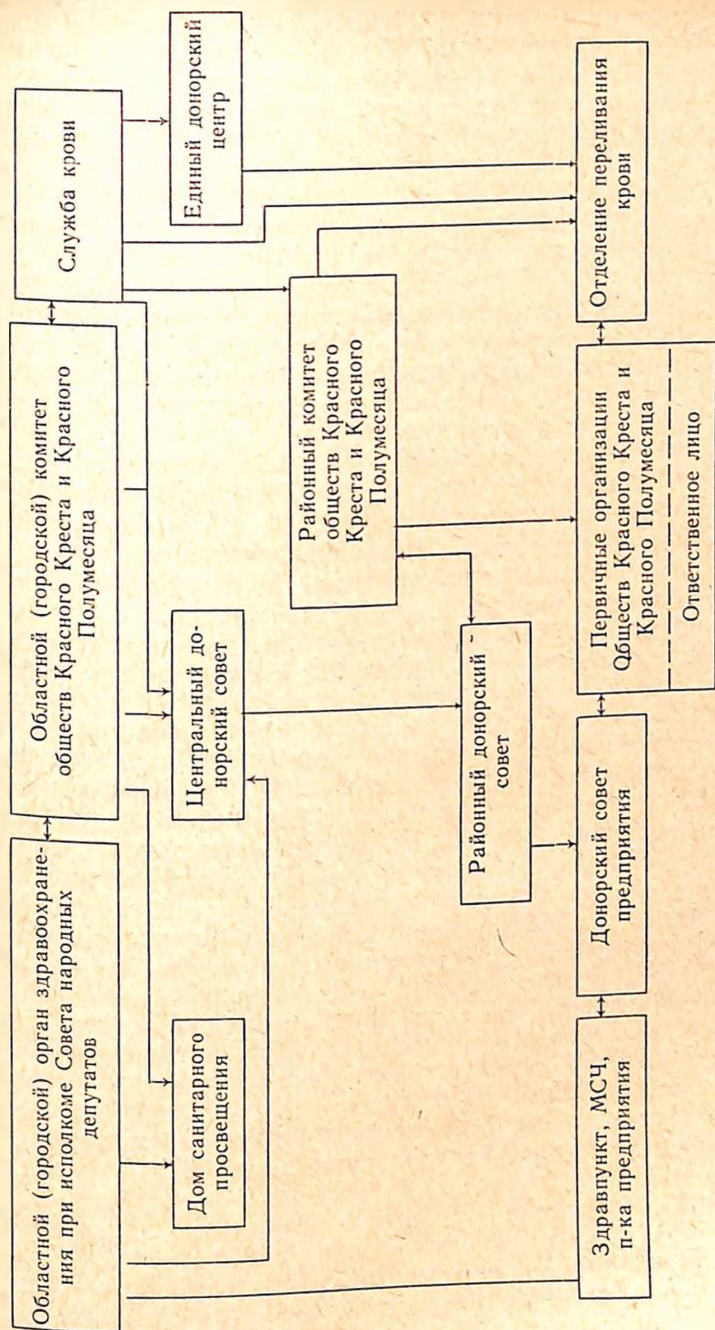 Областной (городской) орган здравоохране-
ния при исполкоме Совета народных
депутатов
Областной (городской) комитет
обществ Красного Креста и Красного
Полумесяца
Служба крови
Дом санитарного
просвещения
Центральный до-
норский совет
Единый донорский
центр
Районный комитет
обществ Красного
Креста и Красного
Полумесяца
Районный донорский -
совет
Здравпункт, МСЧ,
п-ка предприятия
Донорский совет
предприятия
Первичные организации
Обществ Красного Креста и
Красного Полумесяца
Ответственное лицо
Отделение переливания
крови